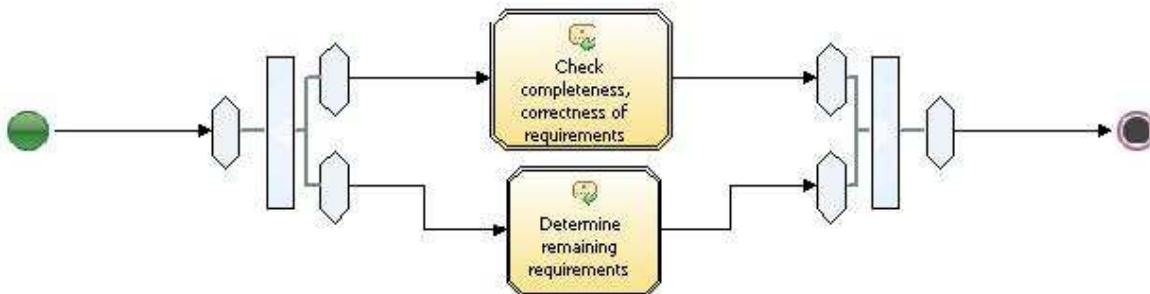 Check
completeness,
correctness of
requirements
Determine
remaining
requirements